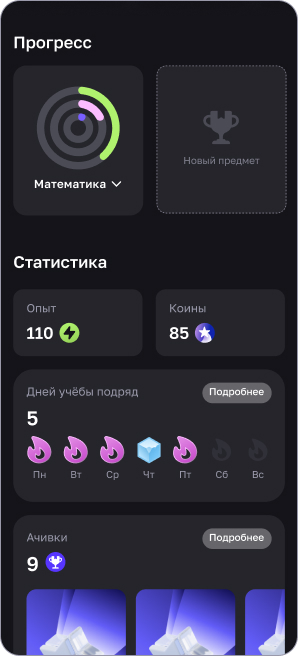 Прогресс
Математика
Новый предмет
Статистика
Опыт
110
Коины
85
Дней учёбы подряд
Подробнее
5
Пн Вт Ср Чт Пт Сб Вс
Ачивки
Подробнее
9